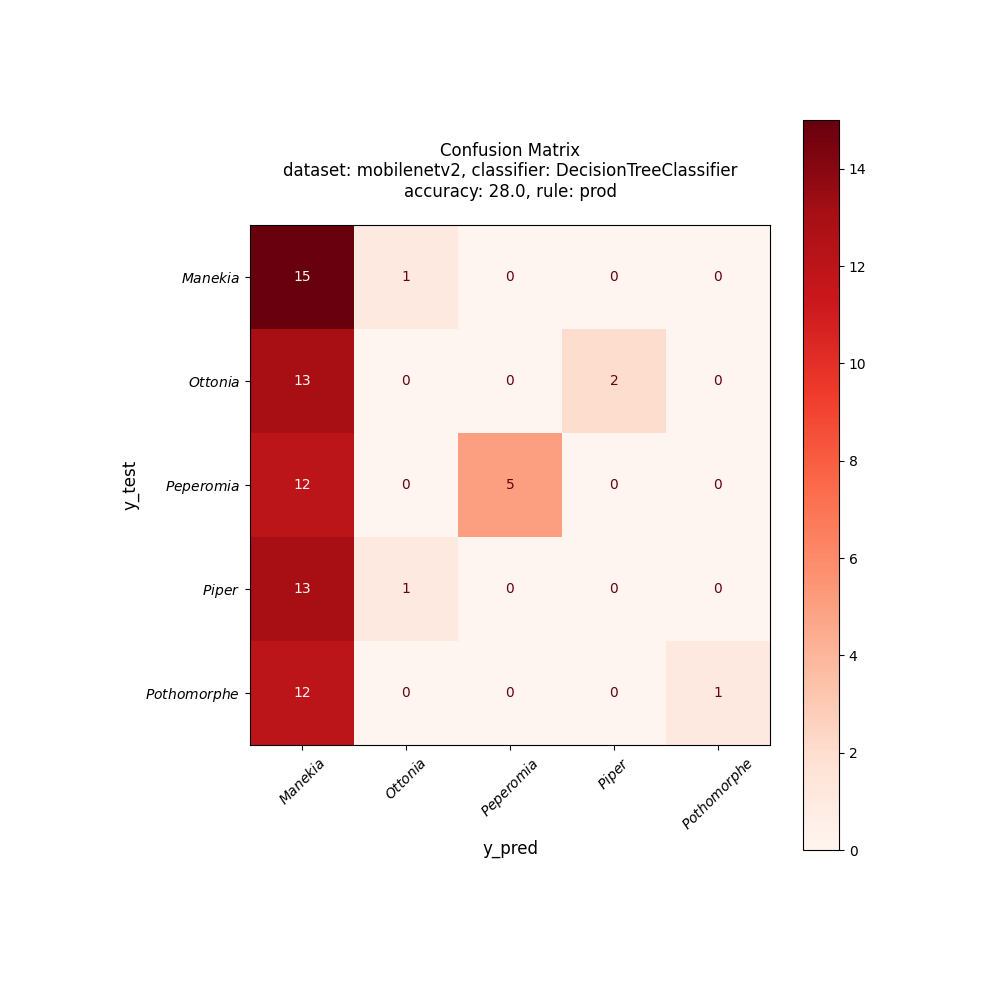 Confusion Matrix
dataset: mobilenetv2, classifier: DecisionTreeClassifier
accuracy: 28.0, rule: prod
Manekia 15 1 0 0 0
Ottonia 13 0 0 2 0
Peperomia 12 0 5 0 0
Piper 13 1 0 0 0
Pothomorphe 12 0 0 0 1
y_test
Manekia Ottonia Peperomia Piper Pothomorphe
y_pred
14
12
10
8
6
4
2
0